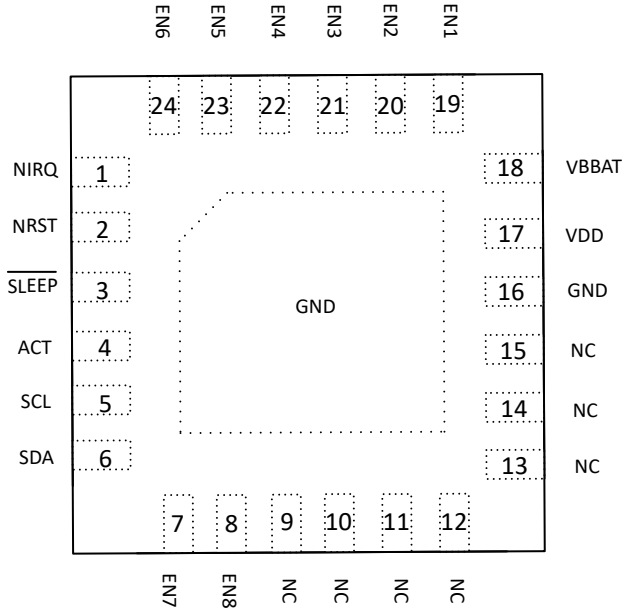 EN6 EN5 EN4 EN3 EN2 EN1
24 23 22 21 20 19
NIRQ 1
NRST 2
SLEEP 3
ACT 4
SCL 5
SDA 6
GND
18 VBBAT
17 VDD
16 GND
15 NC
14 NC
13 NC
7 8 9 10 11 12
EN7 EN8 NC NC NC NC